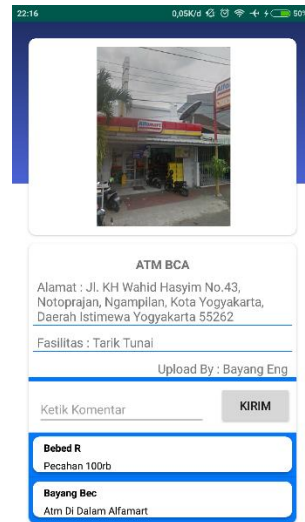 22:16
0,05K/d
50%
Alfamart
ATM BCA
Alamat : Jl. KH Wahid Hasyim No.43,
Notoprajan, Ngampilan, Kota Yogyakarta,
Daerah Istimewa Yogyakarta 55262
Fasilitas : Tarik Tunai
Upload By : Bayang Eng
Ketik Komentar
KIRIM
Bebed R
Pecahan 100rb
Bayang Bec
Atm Di Dalam Alfamart